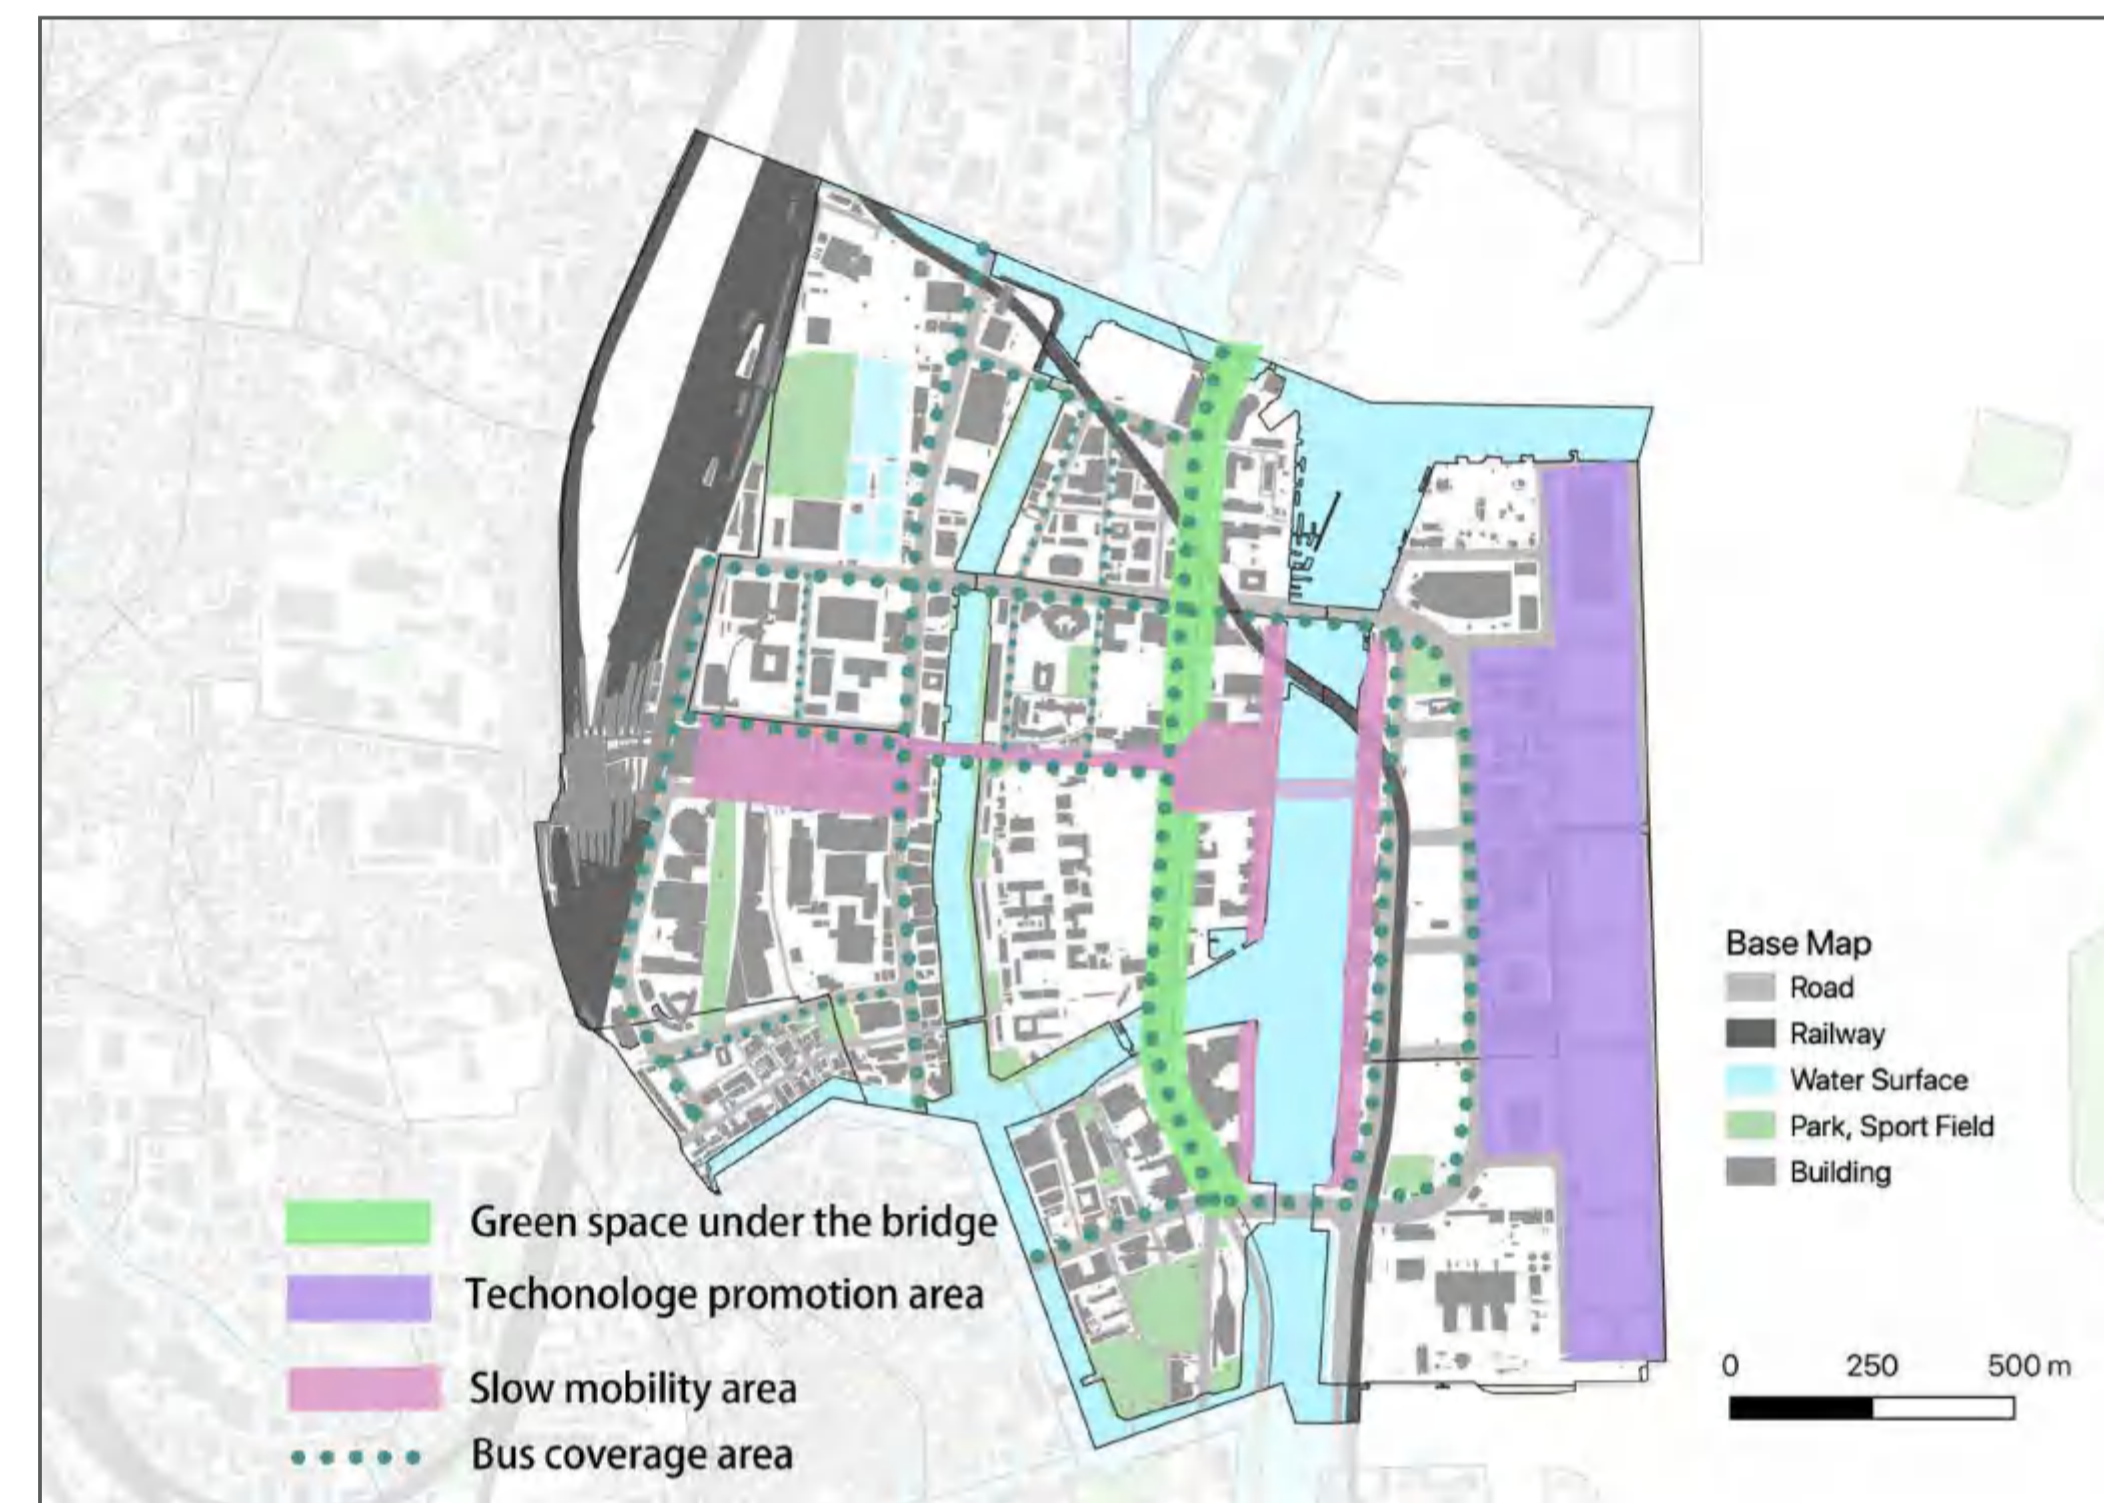 Green space under the bridge
Techonologe promotion area
Slow mobility area
Bus coverage area
Base Map
Road
Railway
Water Surface
Park, Sport Field
Building
0 250 500 m